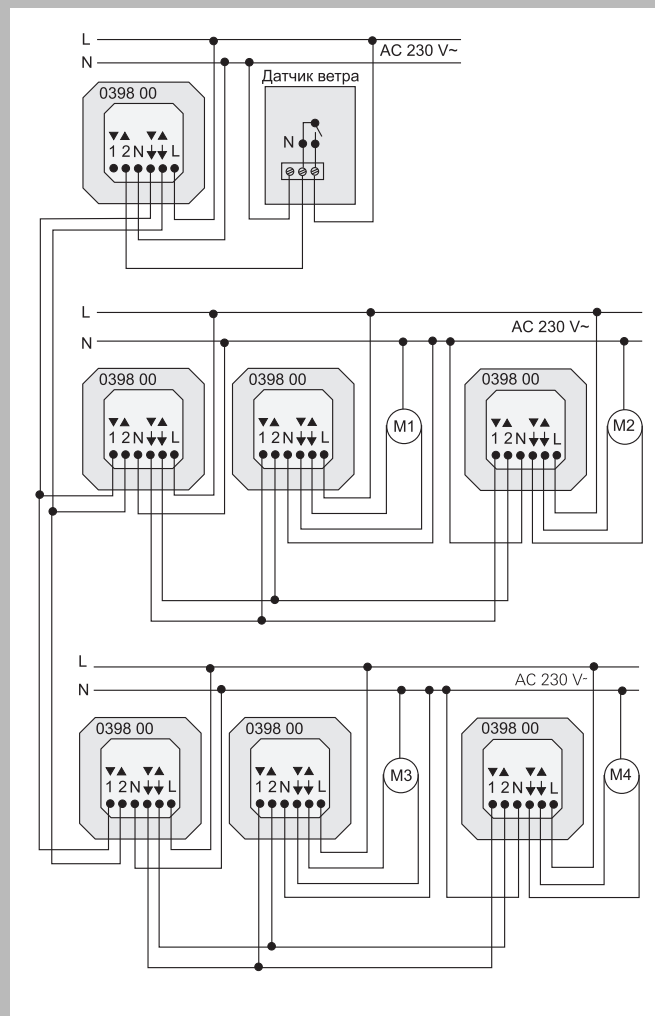 L
AC 230 V~
N
Датчик ветра
0398 00
▼▲ ▼▲
1 2 N L
N
L
AC 230 V~
N
0398 00
0398 00
0398 00
▼▲ ▼▲
1 2 N L
▼▲ ▼▲
1 2 N L
M1
▼▲ ▼▲
1 2 N L
M2
L
AC 230 V-
N
0398 00
0398 00
0398 00
▼▲ ▼▲
1 2 N L
▼▲ ▼▲
1 2 N L
M3
▼▲ ▼▲
1 2 N L
M4